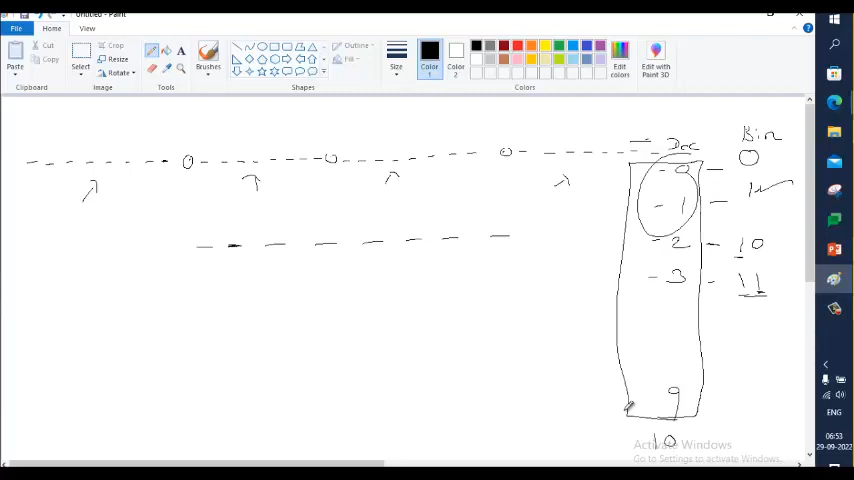 Untitled - Paint
File
Home
View
Paste
Cut
Copy
Clipboard
Select
Crop
Resize
Rotate
Image
Tools
Brushes
Shapes
Outline
Fill
Size
Color 1
Color 2
Colors
Edit colors
Edit with Paint 3D
Dec Bin
0 - 0
- 1 - 1
- 2 - 10
- 3 - 11
9
10
Activate Windows
Go to Settings to activate Windows.
ENG
06:53
29-09-2022